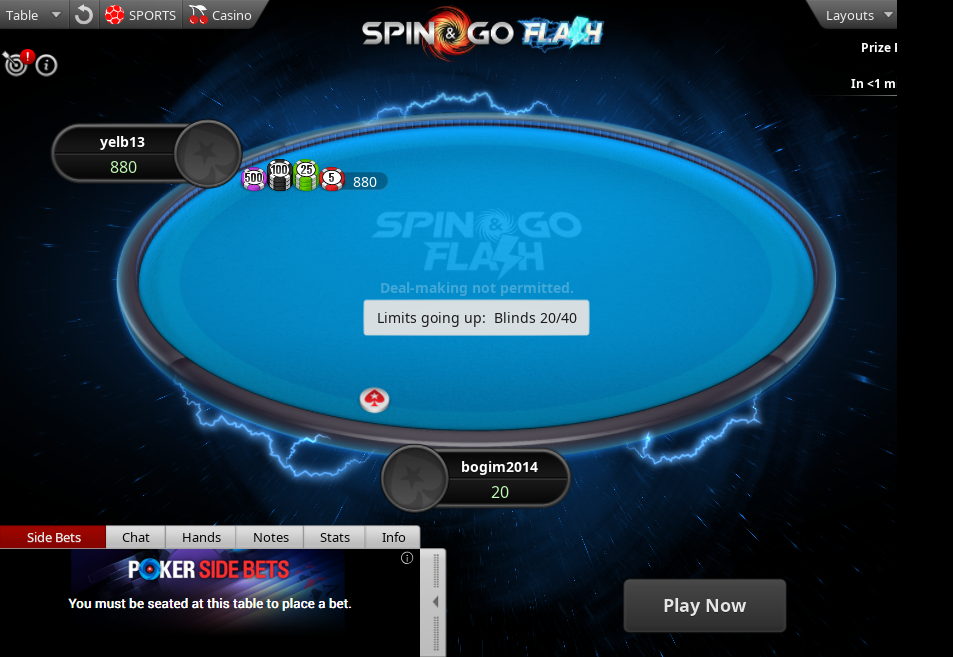 Table
SPORTS
Casino
SPIN & GO FLASH
Layouts
Prize
In <1 m
!
yelb13
880
500 100 25 5 880
SPIN & GO
FLASH
Deal-making not permitted.
Limits going up: Blinds 20/40
bogim2014
20
Side Bets Chat Hands Notes Stats Info
POKER SIDE BETS
You must be seated at this table to place a bet.
Play Now